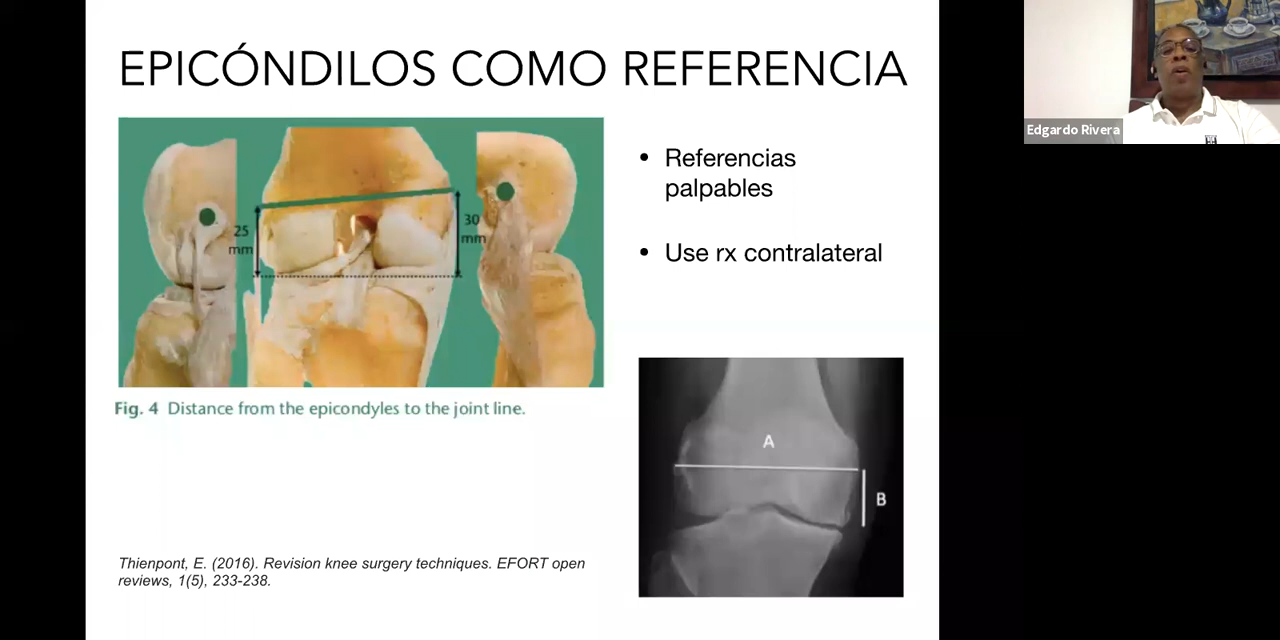 EPICÓNDILOS COMO REFERENCIA
25
mm
30
mm
Fig. 4 Distance from the epicondyles to the joint line.
• Referencias
palpables
• Use rx contralateral
A
B
Thienpont, E. (2016). Revision knee surgery techniques. EFORT open
reviews, 1(5), 233-238.
Edgardo Rivera